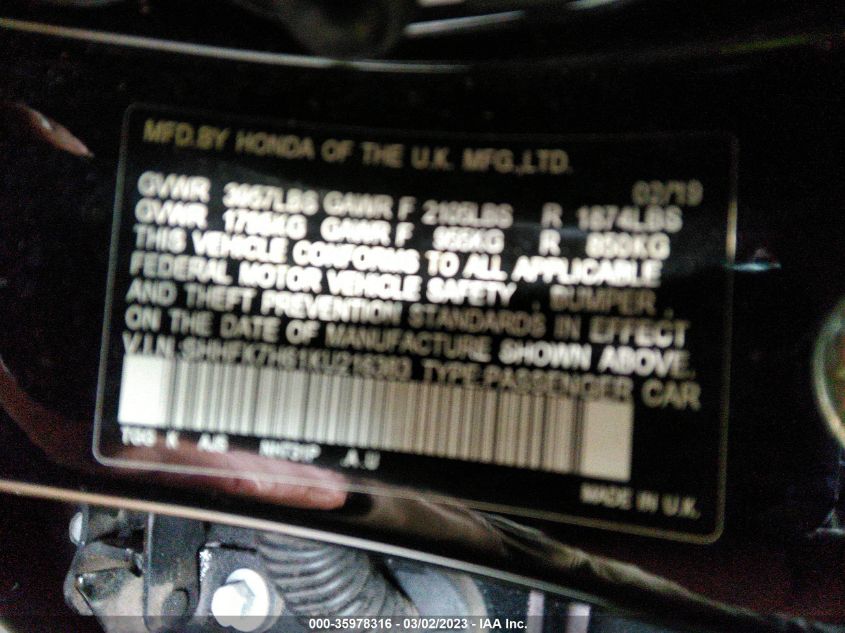 MFD.BY HONDA OF THE U.K. MFG.,LTD.
03/19
GVWR 3957LBS GAWR F 2105LBS R 1874LBS
GVWR 1795KG GAWR F 955KG R 850KG
THIS VEHICLE CONFORMS TO ALL APPLICABLE
FEDERAL MOTOR VEHICLE SAFETY , BUMPER ,
AND THEFT PREVENTION STANDARDS IN EFFECT
ON THE DATE OF MANUFACTURE SHOWN ABOVE.
V.I.N. TYPE:PASSENGER CAR
NH731P
MADE IN U.K.
000-35978316 | 03/02/2023 - IAA Inc.